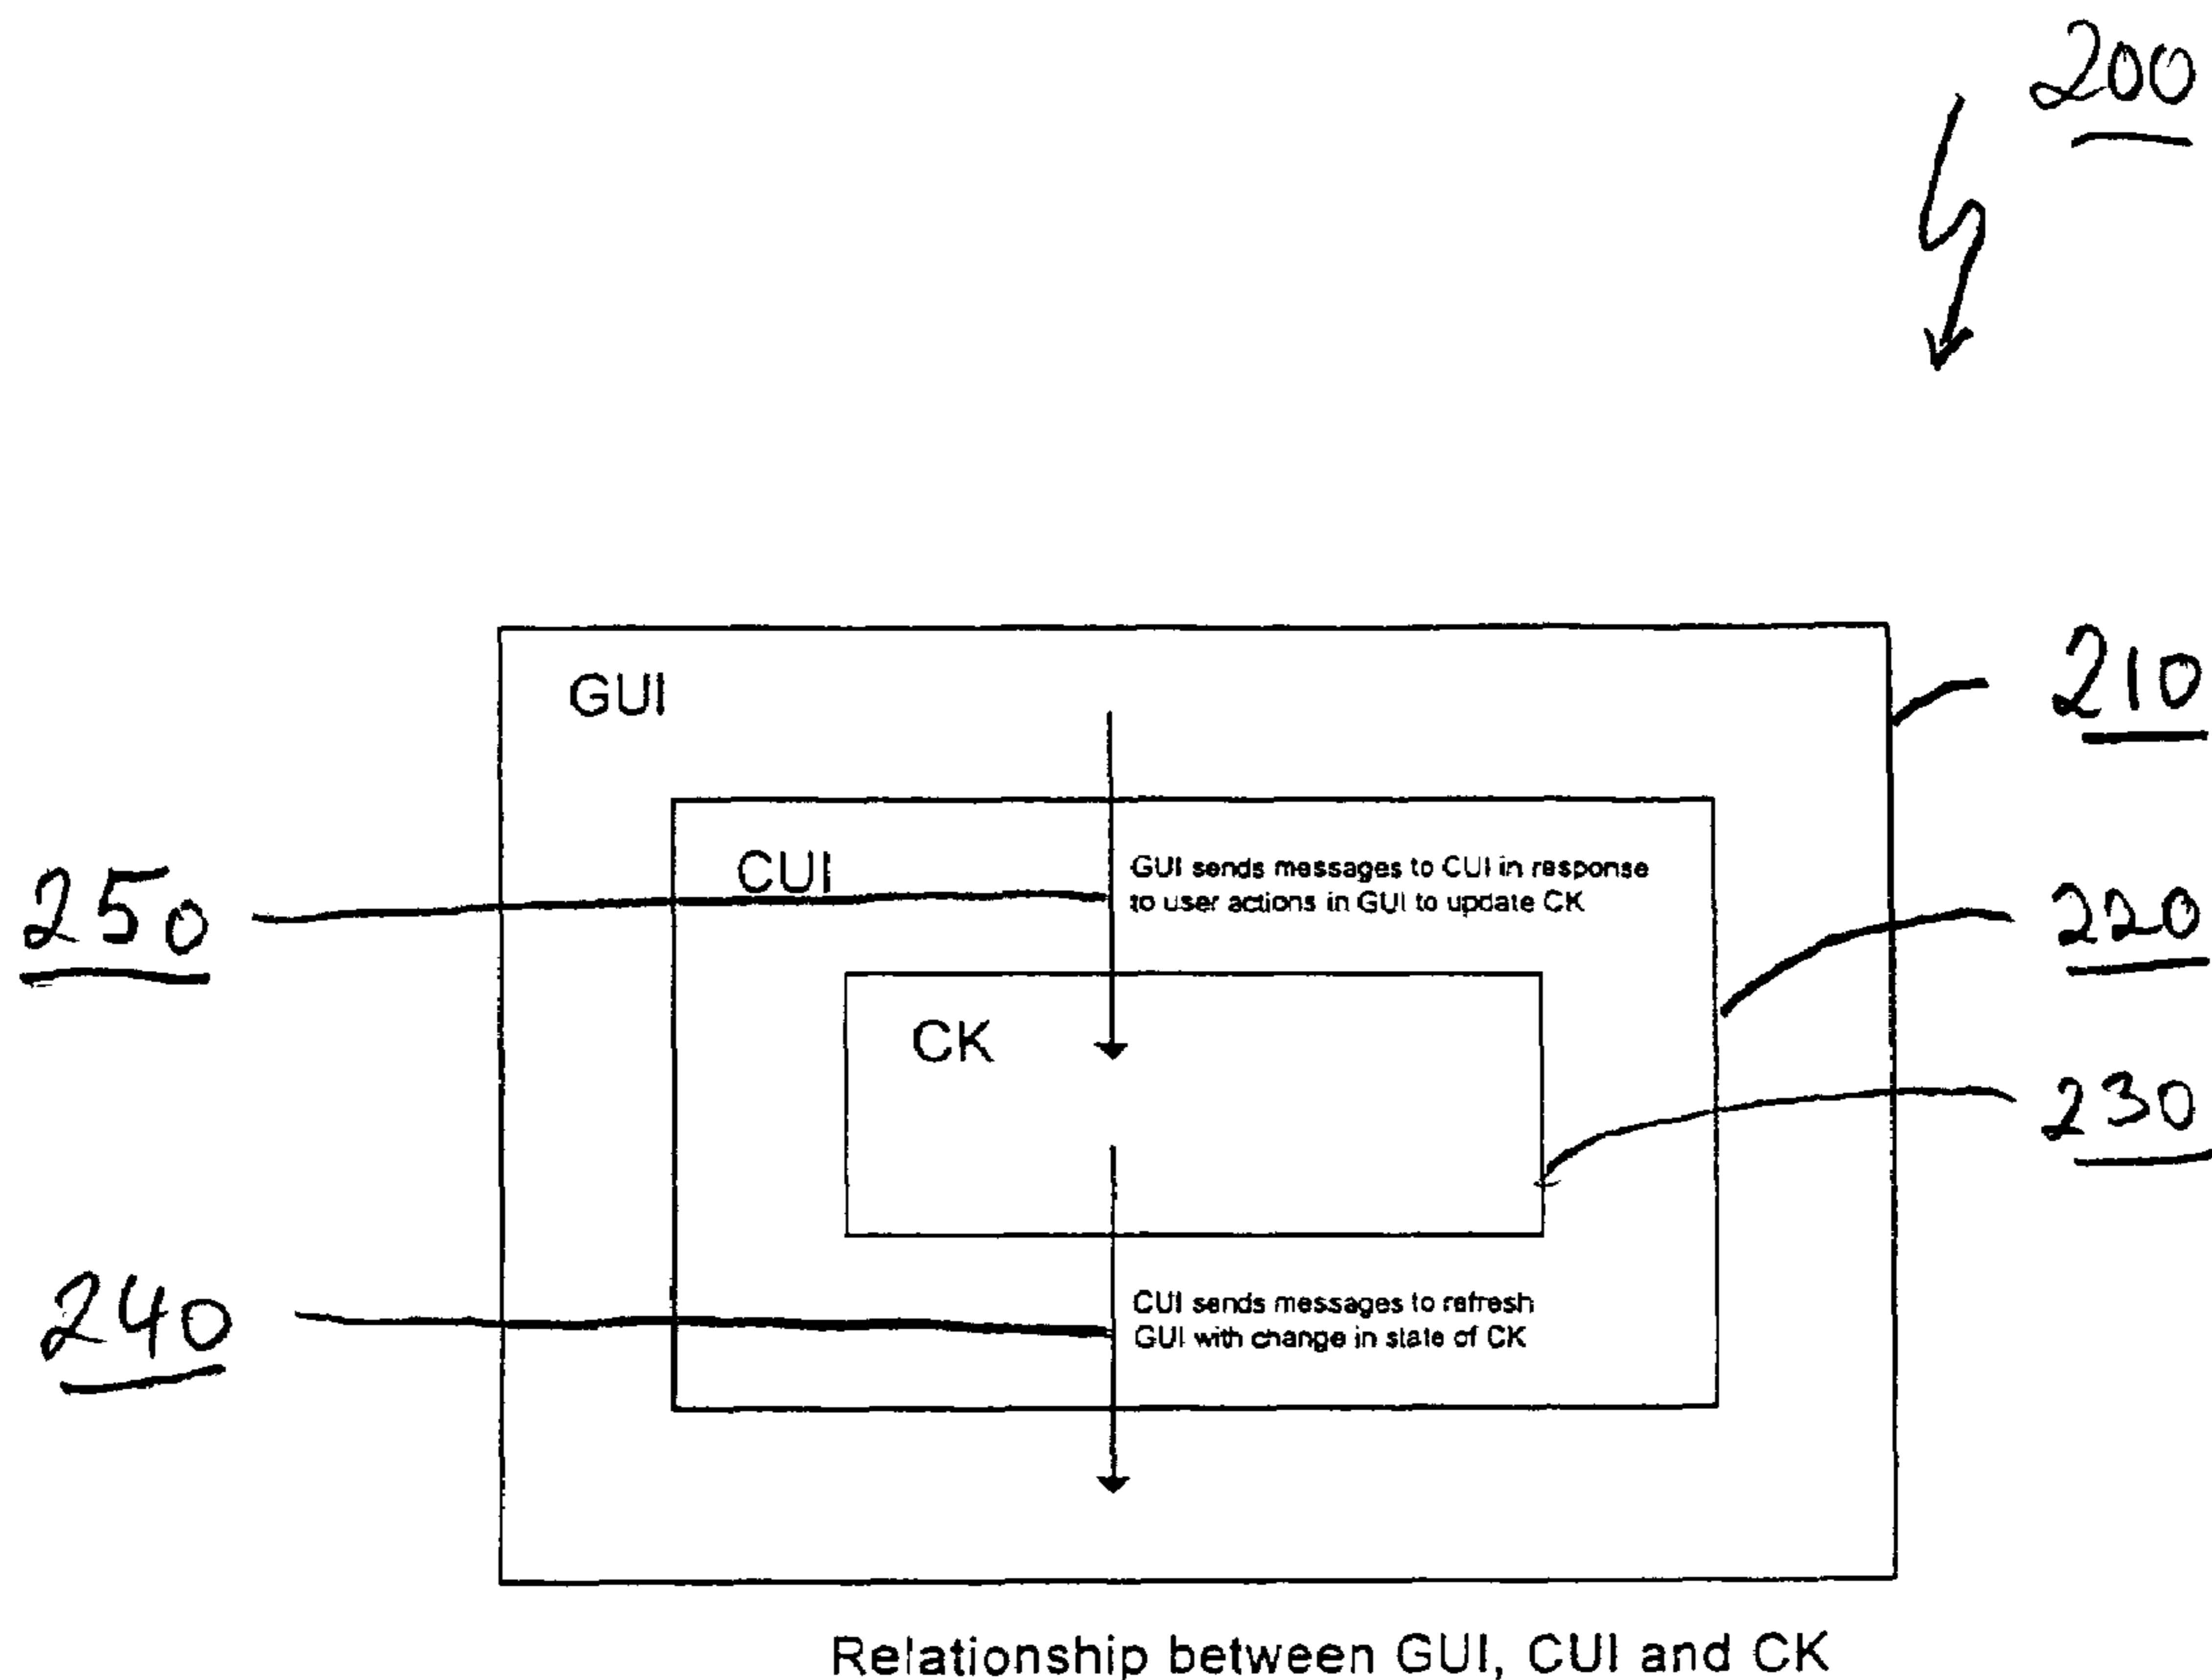 200
GUI
210
CUI
GUI sends messages to CUI in response
to user actions in GUI to update CK
250
220
CK
230
240
CUI sends messages to refresh
GUI with change in state of CK
Relationship between GUI, CUI and CK